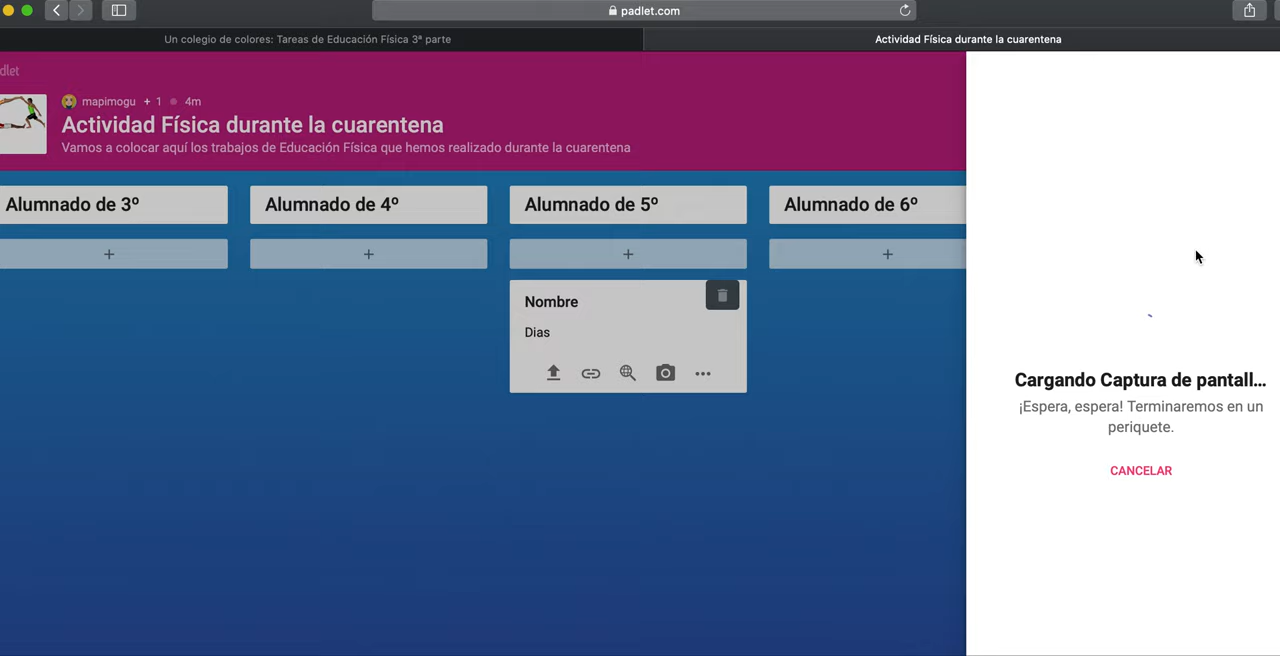 padlet.com
Un colegio de colores: Tareas de Educación Física 3ª parte
Actividad Física durante la cuarentena
dlet
mapimogu + 1 4m
Actividad Física durante la cuarentena
Vamos a colocar aquí los trabajos de Educación Física que hemos realizado durante la cuarentena
Alumnado de 3º
Alumnado de 4º
Alumnado de 5º
Alumnado de 6º
Nombre
Dias
Cargando Captura de pantall...
¡Espera, espera! Terminaremos en un
periquete.
CANCELAR